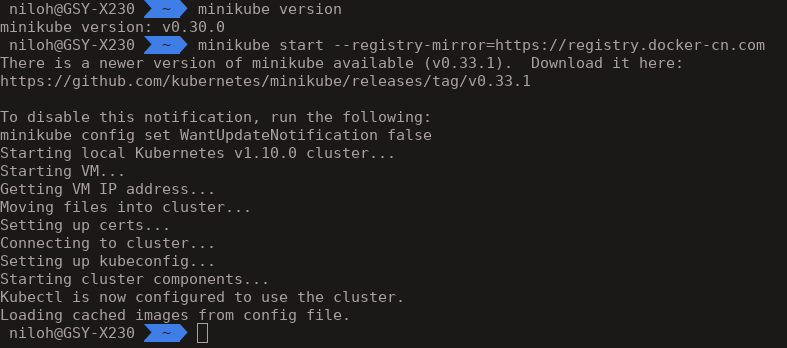 niloh@GSY-X230 ~ minikube version
minikube version: v0.30.0
niloh@GSY-X230 ~ minikube start --registry-mirror=https://registry.docker-cn.com
There is a newer version of minikube available (v0.33.1).  Download it here:
https://github.com/kubernetes/minikube/releases/tag/v0.33.1

To disable this notification, run the following:
minikube config set WantUpdateNotification false
Starting local Kubernetes v1.10.0 cluster...
Starting VM...
Getting VM IP address...
Moving files into cluster...
Setting up certs...
Connecting to cluster...
Setting up kubeconfig...
Starting cluster components...
Kubectl is now configured to use the cluster.
Loading cached images from config file.
niloh@GSY-X230 ~